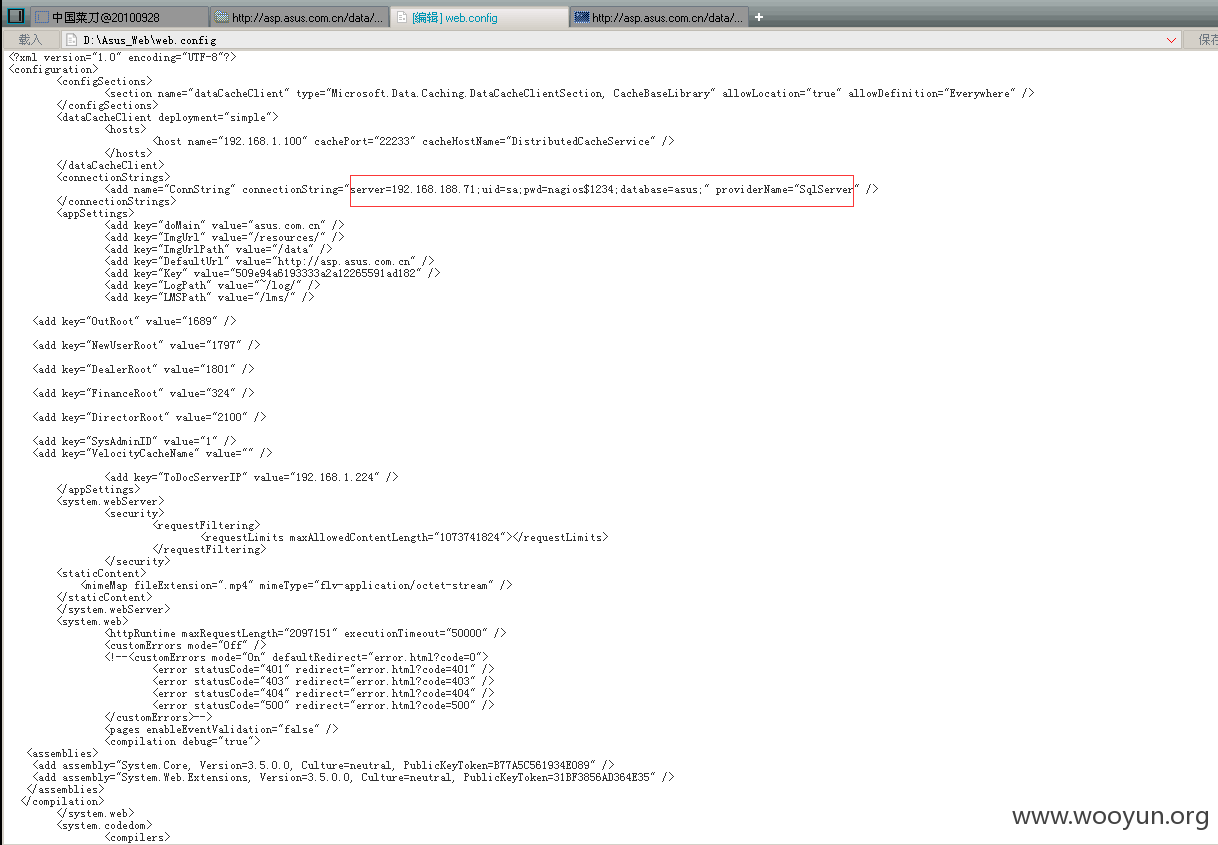 中国菜刀@20100928 http://asp.asus.com.cn/data/... [编辑] web.config http://asp.asus.com.cn/data/... +
载入 D:\Asus_Web\web.config 保存
<?xml version="1.0" encoding="UTF-8"?>
<configuration>
<configSections>
<section name="dataCacheClient" type="Microsoft.Data.Caching.DataCacheClientSection, CacheBaseLibrary" allowLocation="true" allowDefinition="Everywhere" />
</configSections>
<dataCacheClient deployment="simple">
<hosts>
<host name="192.168.1.100" cachePort="22233" cacheHostName="DistributedCacheService" />
</hosts>
</dataCacheClient>
<connectionStrings>
<add name="ConnString" connectionString="server=192.168.188.71;uid=sa;pwd=nagios$1234;database=asus;" providerName="SqlServer" />
</connectionStrings>
<appSettings>
<add key="doMain" value="asus.com.cn" />
<add key="ImgUrl" value="/resources/" />
<add key="ImgUrlPath" value="/data" />
<add key="DefaultUrl" value="http://asp.asus.com.cn" />
<add key="Key" value="509e94a6193333a2a12265591ad182" />
<add key="LogPath" value="~/log/" />
<add key="LMSPath" value="/lms/" />
<add key="OutRoot" value="1689" />
<add key="NewUserRoot" value="1797" />
<add key="DealerRoot" value="1801" />
<add key="FinanceRoot" value="324" />
<add key="DirectorRoot" value="2100" />
<add key="SysAdminID" value="1" />
<add key="VelocityCacheName" value="" />
<add key="ToDocServerIP" value="192.168.1.224" />
</appSettings>
<system.webServer>
<security>
<requestFiltering>
<requestLimits maxAllowedContentLength="1073741824"></requestLimits>
</requestFiltering>
</security>
<staticContent>
<mimeMap fileExtension=".mp4" mimeType="flv-application/octet-stream" />
</staticContent>
</system.webServer>
<system.web>
<httpRuntime maxRequestLength="2097151" executionTimeout="50000" />
<customErrors mode="Off" />
<!--<customErrors mode="On" defaultRedirect="error.html?code=0">
<error statusCode="401" redirect="error.html?code=401" />
<error statusCode="403" redirect="error.html?code=403" />
<error statusCode="404" redirect="error.html?code=404" />
<error statusCode="500" redirect="error.html?code=500" />
</customErrors>-->
<pages enableEventValidation="false" />
<compilation debug="true">
<assemblies>
<add assembly="System.Core, Version=3.5.0.0, Culture=neutral, PublicKeyToken=B77A5C561934E089" />
<add assembly="System.Web.Extensions, Version=3.5.0.0, Culture=neutral, PublicKeyToken=31BF3856AD364E35" />
</assemblies>
</compilation>
</system.web>
<system.codedom>
<compilers>
www.wooyun.org